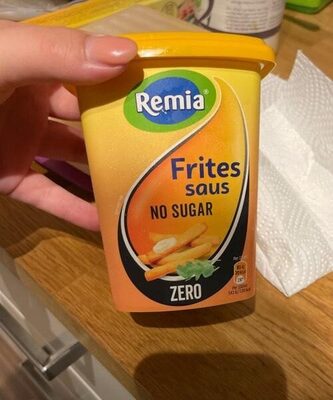 Remia
Frites
saus
NO SUGAR
ZERO